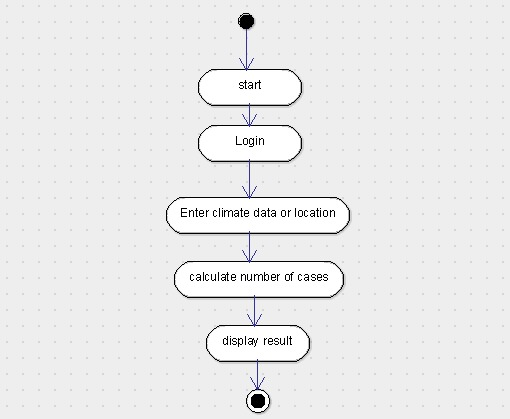 start
Login
Enter climate data or location
calculate number of cases
display result